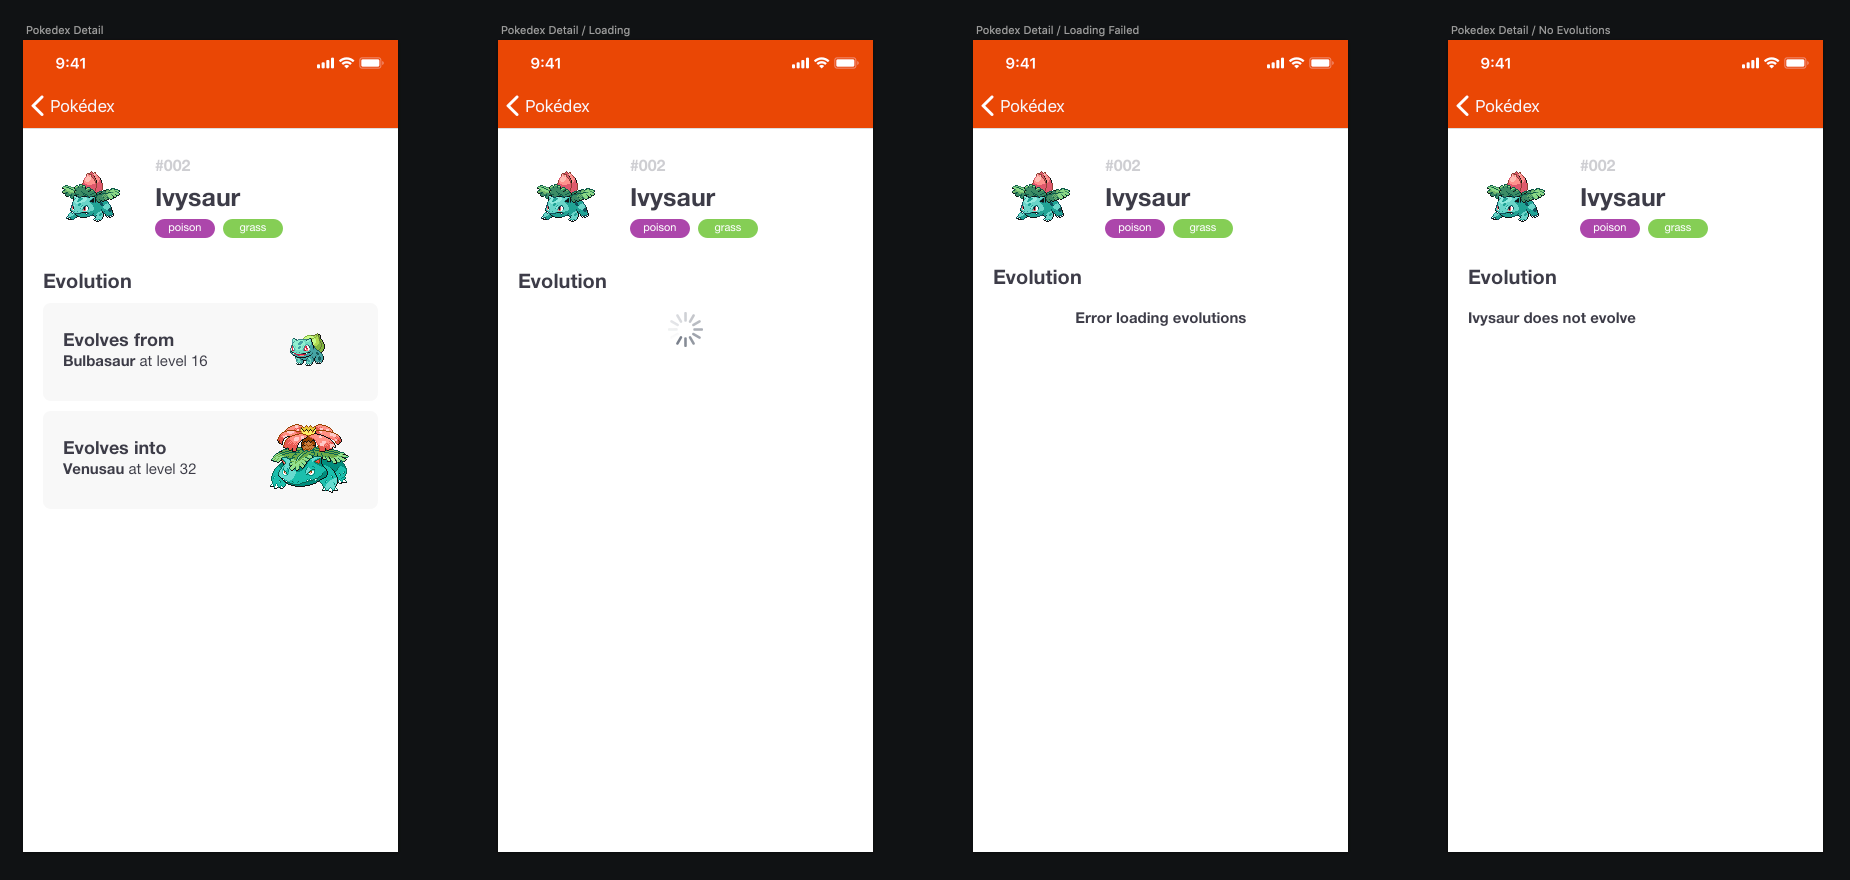 Pokedex Detail
9:41
Pokédex
#002
Ivysaur
poison grass
Evolution
Evolves from
Bulbasaur at level 16
Evolves into
Venusau at level 32
Pokedex Detail / Loading
9:41
Pokédex
#002
Ivysaur
poison grass
Evolution
Pokedex Detail / Loading Failed
9:41
Pokédex
#002
Ivysaur
poison grass
Evolution
Error loading evolutions
Pokedex Detail / No Evolutions
9:41
Pokédex
#002
Ivysaur
poison grass
Evolution
Ivysaur does not evolve